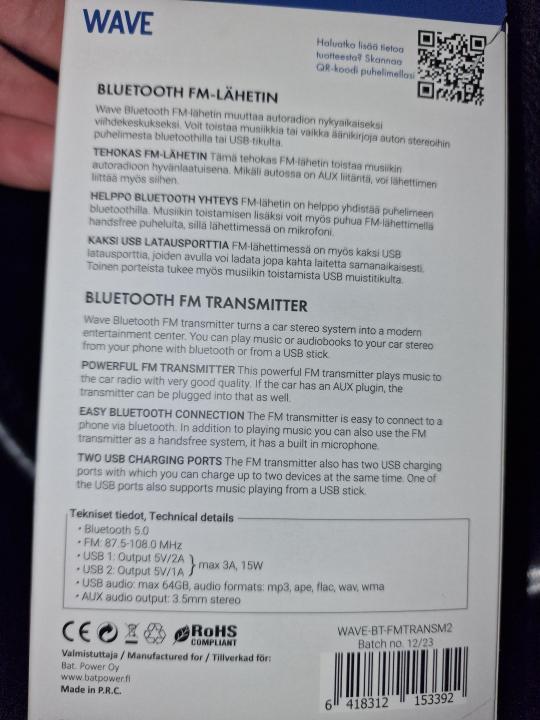 WAVE
Haluatko lisää tietoa
tuotteesta? Skannaa
QR-koodi puhelimellasi
BLUETOOTH FM-LÄHETIN
Wave Bluetooth FM-lähetin muuttaa autoradion nykyaikaiseksi
viihdekeskukseksi. Voit toistaa musiikkia tai vaikka äänikirjoja auton stereoihin
puhelimesta bluetoothilla tai USB-tikulta.
TEHOKAS FM-LÄHETIN Tämä tehokas FM-lähetin toistaa musiikin
autoradioon hyvänlaatuisena. Mikäli autossa on AUX liitäntä, voi lähettimen
liittää myös siihen.
HELPPO BLUETOOTH YHTEYS FM-lähetin on helppo yhdistää puhelimeen
bluetoothilla. Musiikin toistamisen lisäksi voit myös puhua FM-lähettimellä
handsfree puheluita, sillä lähettimessä on mikrofoni.
KAKSI USB LATAUSPORTTIA FM-lähettimessä on myös kaksi USB
latausporttia, joiden avulla voi ladata jopa kahta laitetta samanaikaisesti.
Toinen porteista tukee myös musiikin toistamista USB muistitikulta.
BLUETOOTH FM TRANSMITTER
Wave Bluetooth FM transmitter turns a car stereo system into a modern
entertainment center. You can play music or audiobooks to your car stereo
from your phone with bluetooth or from a USB stick.
POWERFUL FM TRANSMITTER This powerful FM transmitter plays music to
the car radio with very good quality. If the car has an AUX plugin, the
transmitter can be plugged into that as well.
EASY BLUETOOTH CONNECTION The FM transmitter is easy to connect to a
phone via bluetooth. In addition to playing music you can also use the FM
transmitter as a handsfree system, it has a built in microphone.
TWO USB CHARGING PORTS The FM transmitter also has two USB charging
ports with which you can charge up to two devices at the same time. One of
the USB ports also supports music playing from a USB stick.
Tekniset tiedot, Technical details
• Bluetooth 5.0
• FM: 87.5-108.0 MHz
• USB 1: Output 5V/2A
• USB 2: Output 5V/1A } max 3A, 15W
• USB audio: max 64GB, audio formats: mp3, ape, flac, wav, wma
• AUX audio output: 3.5mm stereo
CE RoHS
COMPLIANT
WAVE-BT-FMTRANSM2
Batch no. 12/23
Valmistuttaja / Manufactured for / Tillverkad för:
Bat. Power Oy
www.batpower.fi
Made in P.R.C.
6 418312 153392